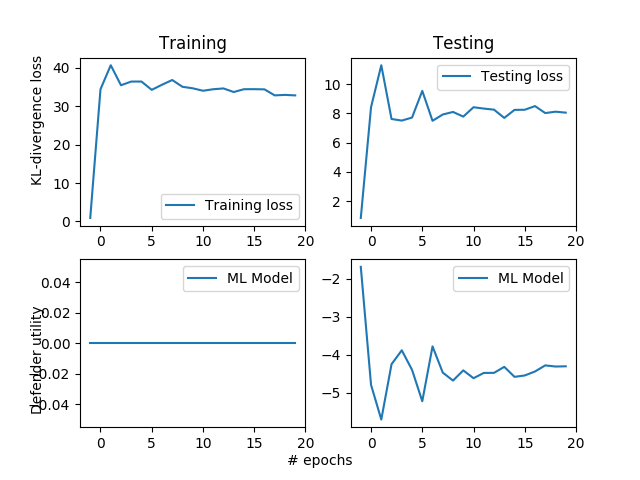 Training
Testing
KL-divergence loss
40
30
20
10
0
Training loss
0 5 10 15 20
10
8
6
4
2
Testing loss
0 5 10 15 20
Defender utility
0.04
0.02
0.00
0.02
0.04
ML Model
0 5 10 15 20
−2
−3
−4
−5
ML Model
0 5 10 15 20
# epochs